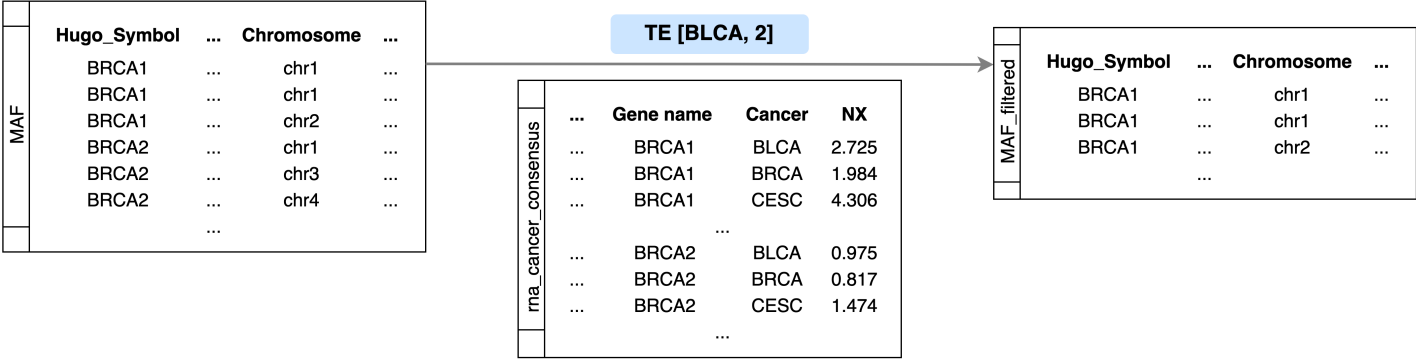 MAF
Hugo_Symbol ... Chromosome ...
BRCA1 ... chr1 ...
BRCA1 ... chr1 ...
BRCA1 ... chr2 ...
BRCA2 ... chr1 ...
BRCA2 ... chr3 ...
BRCA2 ... chr4 ...
...
TE [BLCA, 2]
rna_cancer_consensus
... Gene name Cancer NX
... BRCA1 BLCA 2.725
... BRCA1 BRCA 1.984
... BRCA1 CESC 4.306
...
... BRCA2 BLCA 0.975
... BRCA2 BRCA 0.817
... BRCA2 CESC 1.474
...
MAF_filtered
Hugo_Symbol ... Chromosome ...
BRCA1 ... chr1 ...
BRCA1 ... chr1 ...
BRCA1 ... chr2 ...
...